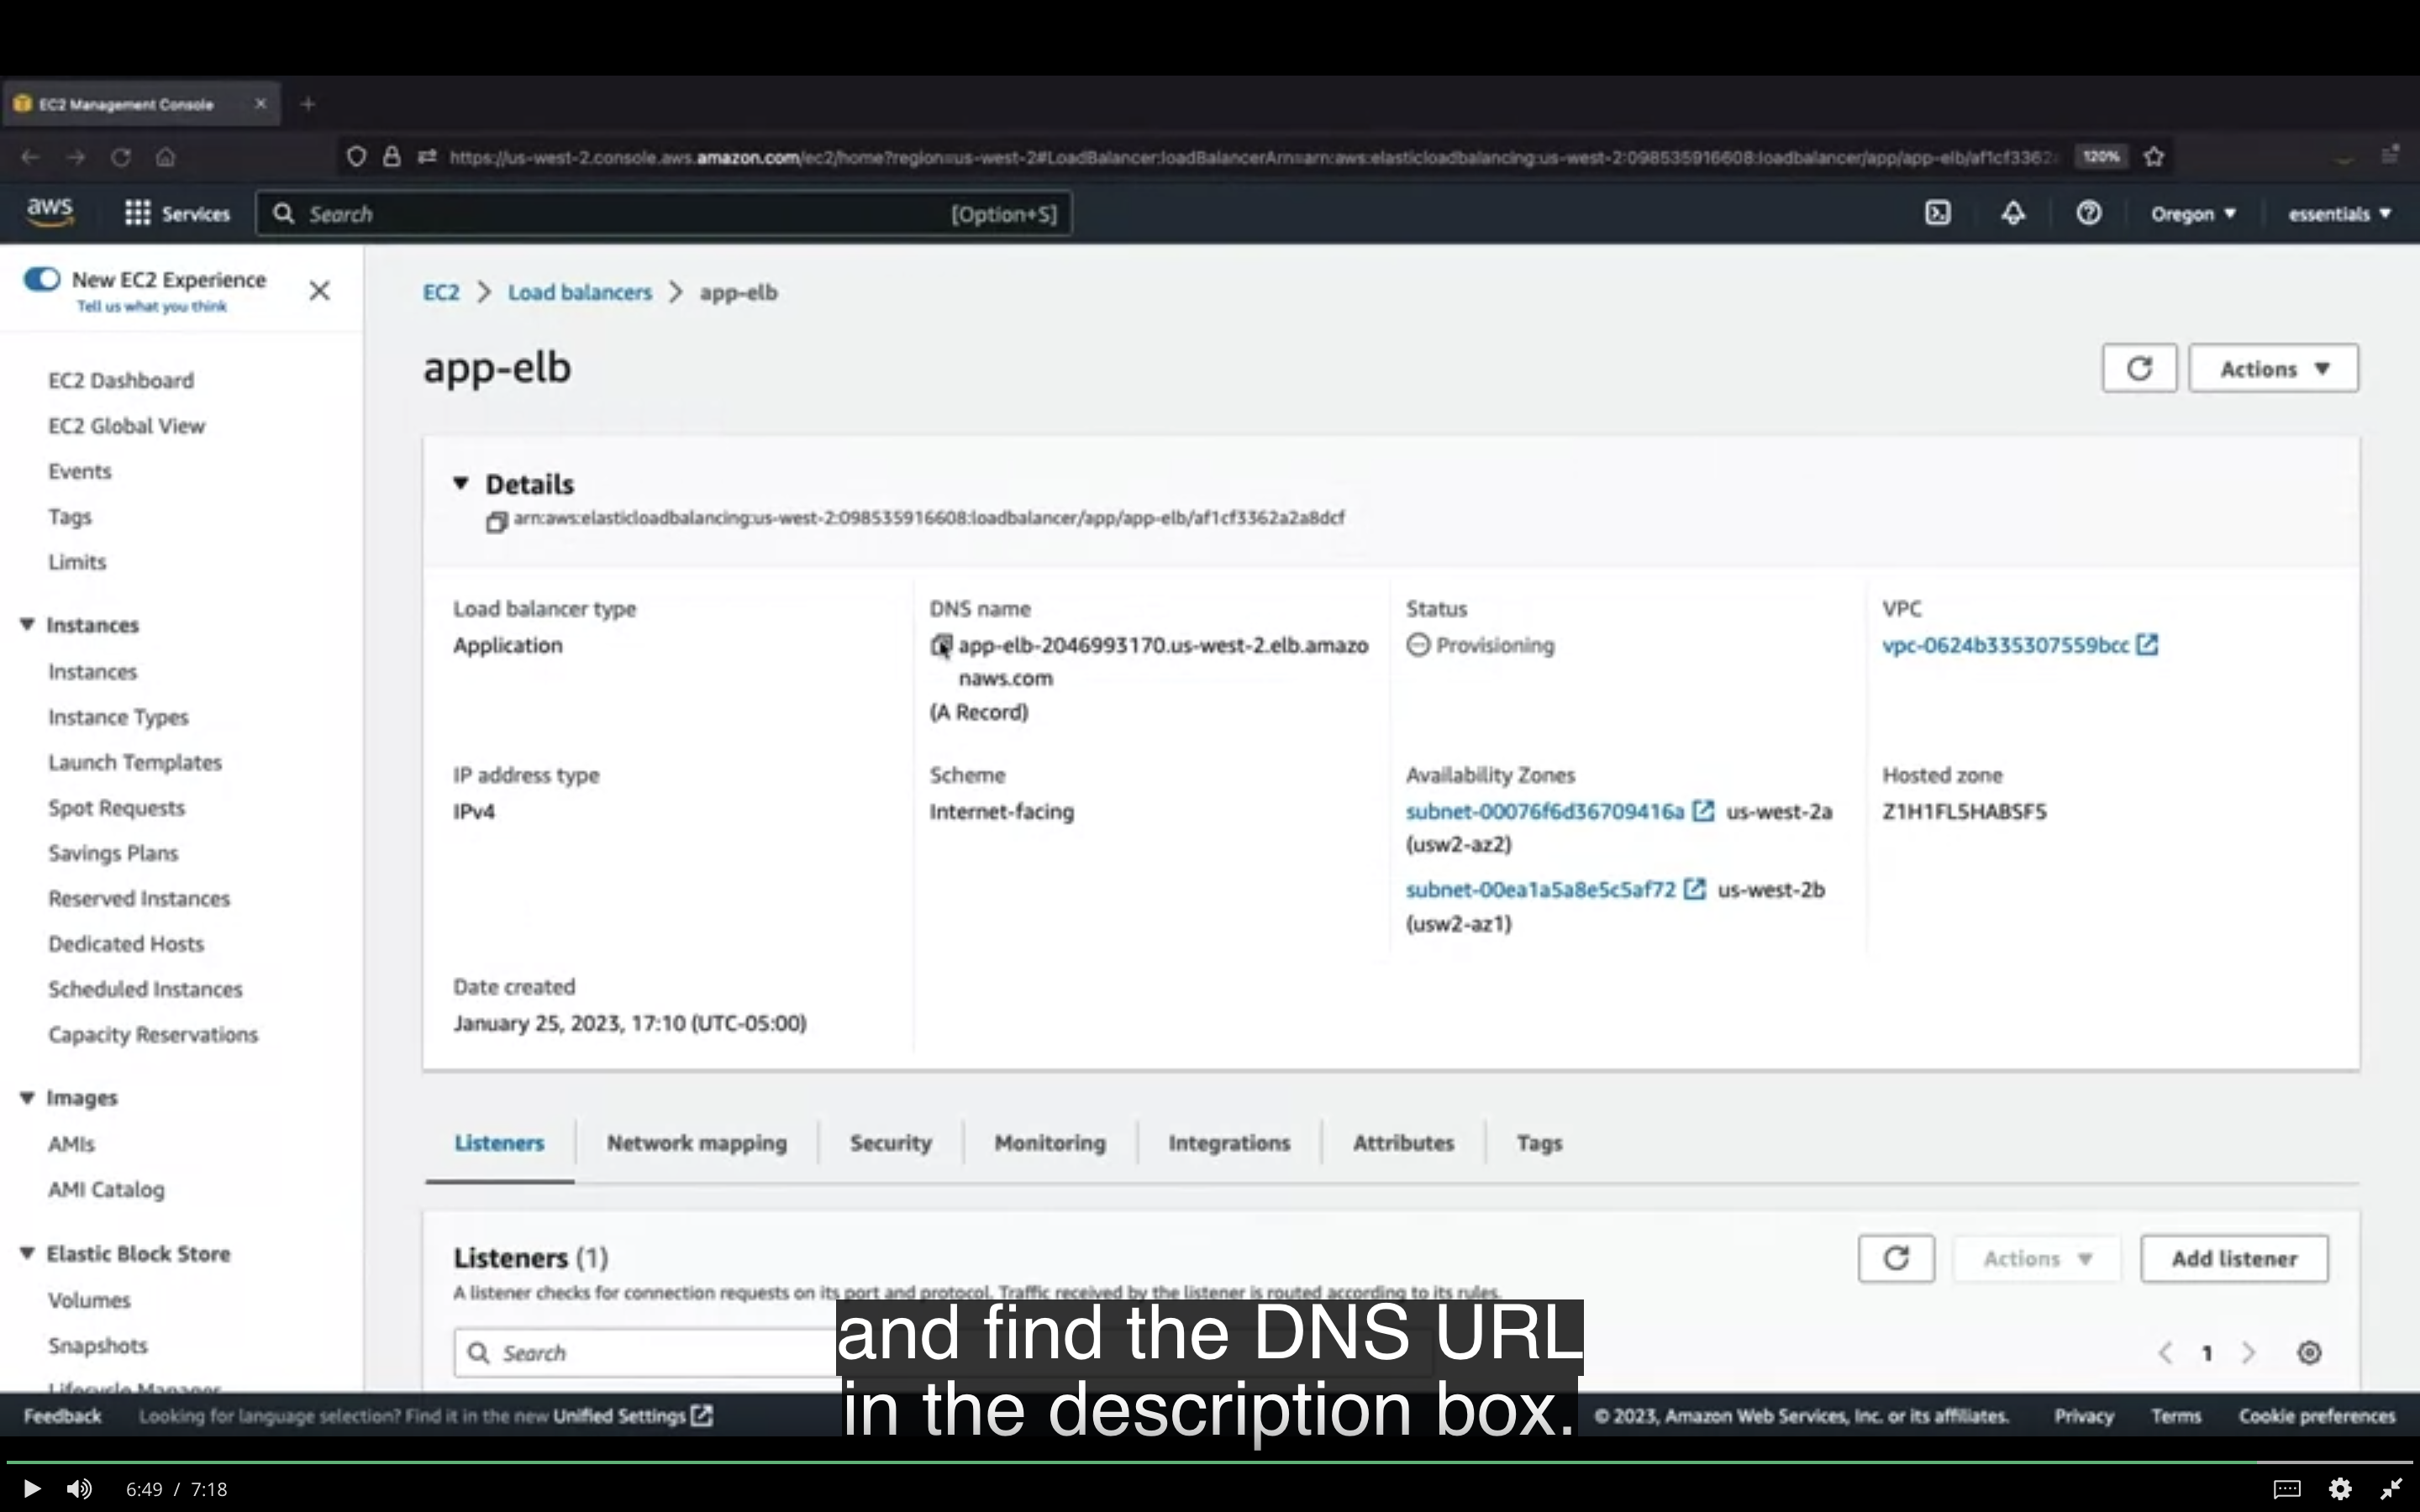 EC2 Management Console
https://us-west-2.console.aws.amazon.com/ec2/home?region=us-west-2#LoadBalancer:loadBalancerArn=arn:aws:elasticloadbalancing:us-west-2:098535916608:loadbalancer/app/app-elb/af1cf3362
120%
aws
Services
Search
[Option+S]
Oregon
essentials
New EC2 Experience
Tell us what you think
EC2 Dashboard
EC2 Global View
Events
Tags
Limits
Instances
Instances
Instance Types
Launch Templates
Spot Requests
Savings Plans
Reserved Instances
Dedicated Hosts
Scheduled Instances
Capacity Reservations
Images
AMIs
AMI Catalog
Elastic Block Store
Volumes
Snapshots
Lifecycle Manager
EC2 > Load balancers > app-elb
app-elb
Actions
Details
arn:aws:elasticloadbalancing:us-west-2:098535916608:loadbalancer/app/app-elb/af1cf3362a2a8dcf
Load balancer type
Application
DNS name
app-elb-2046993170.us-west-2.elb.amazo
naws.com
(A Record)
Status
Provisioning
VPC
vpc-0624b335307559bcc
IP address type
IPv4
Scheme
Internet-facing
Availability Zones
subnet-00076f6d36709416a us-west-2a
(usw2-az2)
subnet-00ea1a5a8e5c5af72 us-west-2b
(usw2-az1)
Hosted zone
Z1H1FL5HABSF5
Date created
January 25, 2023, 17:10 (UTC-05:00)
Listeners
Network mapping
Security
Monitoring
Integrations
Attributes
Tags
Listeners (1)
A listener checks for connection requests on its port and protocol. Traffic received by the listener is routed according to its rules.
Actions
Add listener
Search
1
and find the DNS URL
in the description box.
Feedback
Looking for language selection? Find it in the new Unified Settings
© 2023, Amazon Web Services, Inc. or its affiliates.
Privacy
Terms
Cookie preferences
6:49 / 7:18